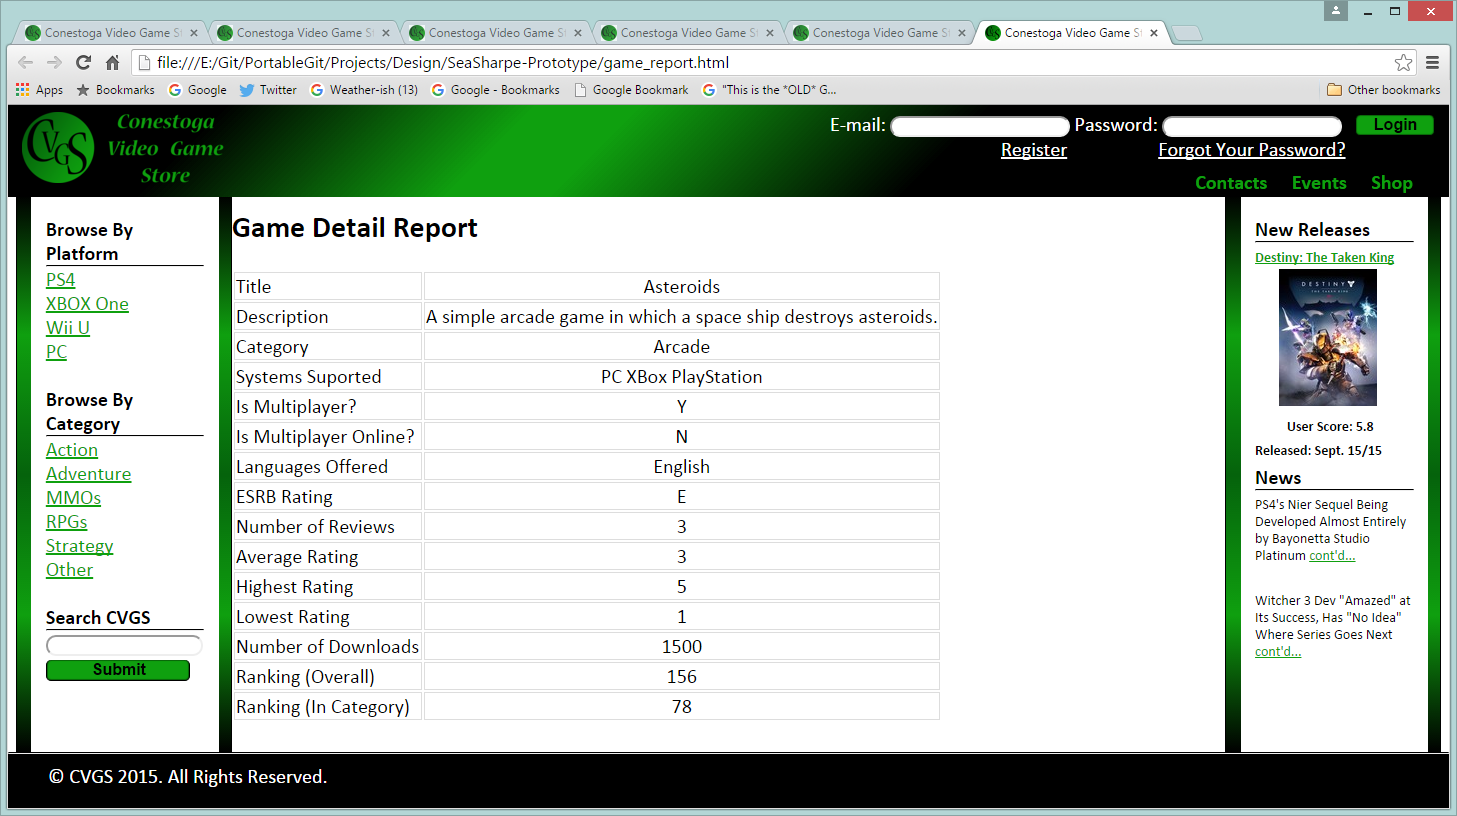 Conestoga Video Game St
Conestoga Video Game St
Conestoga Video Game St
Conestoga Video Game St
Conestoga Video Game St
Conestoga Video Game St
file:///E:/Git/PortableGit/Projects/Design/SeaSharpe-Prototype/game_report.html
Apps Bookmarks Google Twitter Weather-ish (13) Google - Bookmarks Google Bookmark "This is the *OLD* G... Other bookmarks
CVGS
Conestoga
Video Game
Store
E-mail: Password: Login
Register Forgot Your Password?
Contacts Events Shop
Browse By
Platform
PS4
XBOX One
Wii U
PC
Browse By
Category
Action
Adventure
MMOs
RPGs
Strategy
Other
Search CVGS
Submit
Game Detail Report
Title Asteroids
Description A simple arcade game in which a space ship destroys asteroids.
Category Arcade
Systems Suported PC XBox PlayStation
Is Multiplayer? Y
Is Multiplayer Online? N
Languages Offered English
ESRB Rating E
Number of Reviews 3
Average Rating 3
Highest Rating 5
Lowest Rating 1
Number of Downloads 1500
Ranking (Overall) 156
Ranking (In Category) 78
New Releases
Destiny: The Taken King
DESTINY
THE TAKEN KING
User Score: 5.8
Released: Sept. 15/15
News
PS4's Nier Sequel Being
Developed Almost Entirely
by Bayonetta Studio
Platinum cont'd...
Witcher 3 Dev "Amazed" at
Its Success, Has "No Idea"
Where Series Goes Next
cont'd...
© CVGS 2015. All Rights Reserved.